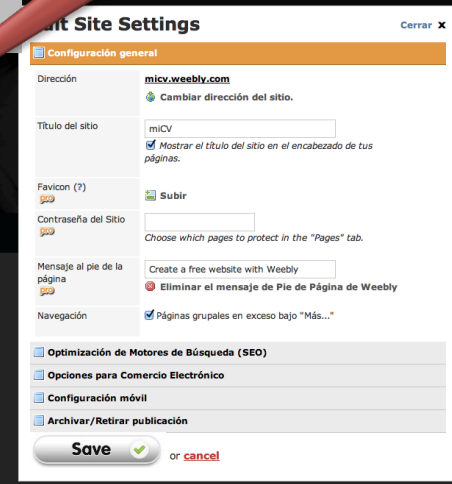 it Site Settings
Cerrar X
Configuración general
Dirección
micv.weebly.com
Cambiar dirección del sitio.
Título del sitio
miCV
Mostrar el título del sitio en el encabezado de tus
páginas.
Favicon (?)
pro
Subir
Contraseña del Sitio
pro
Choose which pages to protect in the "Pages" tab.
Mensaje al pie de la
página
pro
Create a free website with Weebly
Eliminar el mensaje de Pie de Página de Weebly
Navegación
Páginas grupales en exceso bajo "Más..."
Optimización de Motores de Búsqueda (SEO)
Opciones para Comercio Electrónico
Configuración móvil
Archivar/Retirar publicación
Save
or cancel